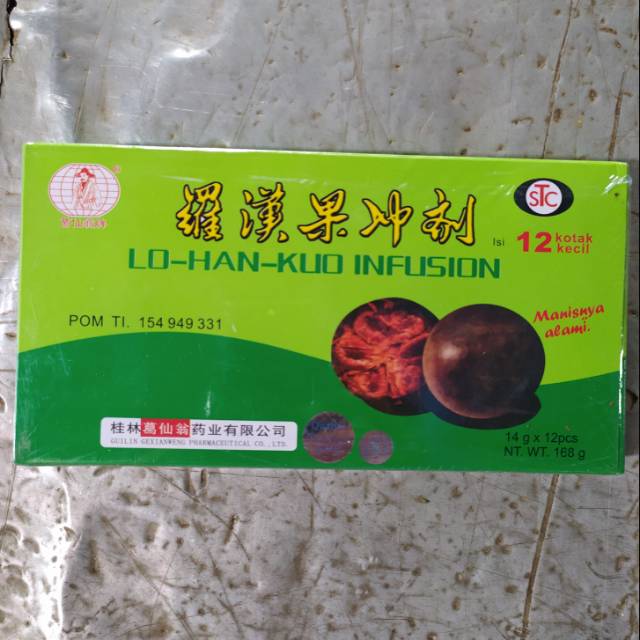 羅漢果冲剂
LO-HAN-KUO INFUSION
STC
Isi 12 kotak kecil
POM TI. 154 949 331
Manisnya
alami.
桂林葛仙翁药业有限公司
GUILIN GEXIANWENG PHARMACEUTICAL CO., LTD.
14 g x 12pcs
NT. WT. 168 g